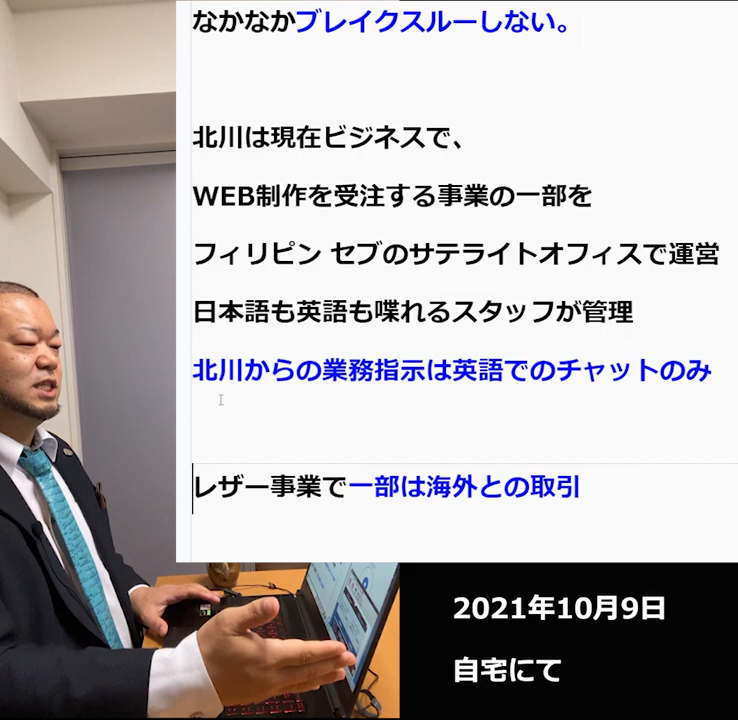 なかなかブレイクスルーしない。
北川は現在ビジネスで、
WEB制作を受注する事業の一部を
フィリピン セブのサテライトオフィスで運営
日本語も英語も喋れるスタッフが管理
北川からの業務指示は英語でのチャットのみ
レザー事業で一部は海外との取引
2021年10月9日
自宅にて